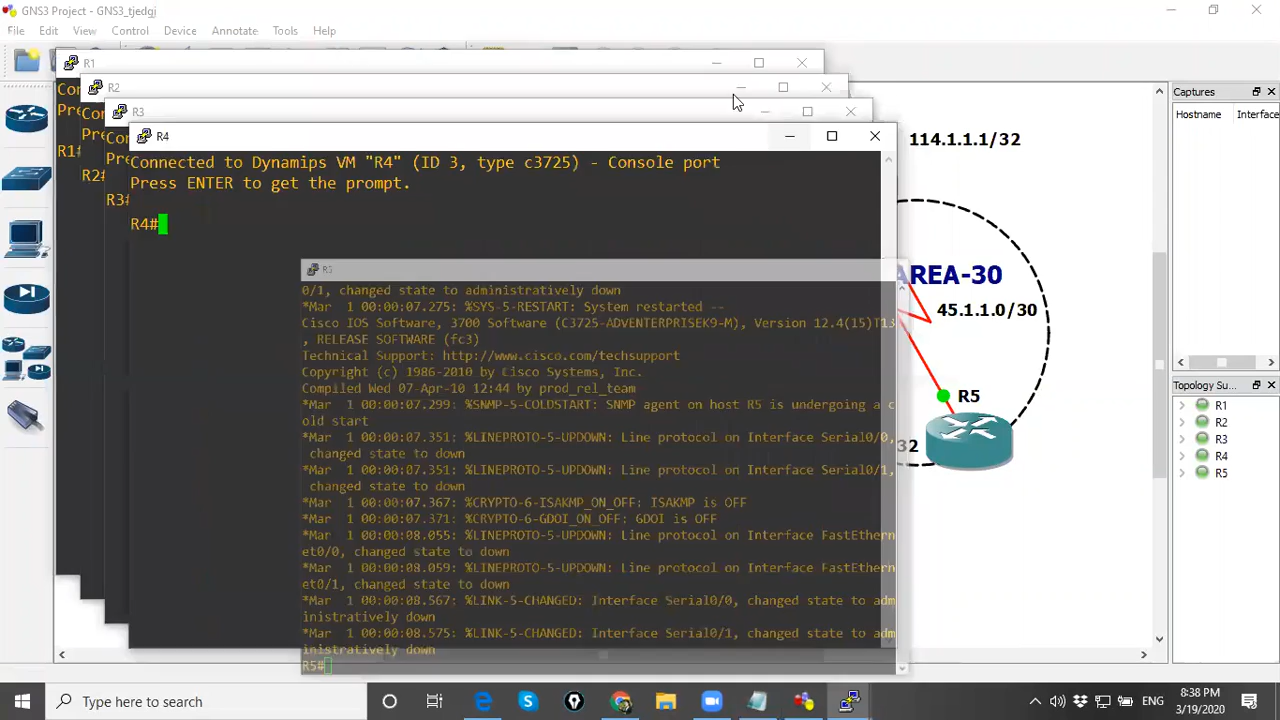 GNS3 Project - GNS3_tjedgj
File Edit View Control Device Annotate Tools Help
R1
R2
R3
R4
Con
Pre
R1#
Con
Pre
R2#
Con
Pre
R3#
Connected to Dynamips VM "R4" (ID 3, type c3725) - Console port
Press ENTER to get the prompt.
R4#
R5
0/1, changed state to administratively down
*Mar 1 00:00:07.275: %SYS-5-RESTART: System restarted --
Cisco IOS Software, 3700 Software (C3725-ADVENTERPRISEK9-M), Version 12.4(15)T13
, RELEASE SOFTWARE (fc3)
Technical Support: http://www.cisco.com/techsupport
Copyright (c) 1986-2010 by Cisco Systems, Inc.
Compiled Wed 07-Apr-10 12:44 by prod_rel_team
*Mar 1 00:00:07.299: %SNMP-5-COLDSTART: SNMP agent on host R5 is undergoing a c
old start
*Mar 1 00:00:07.351: %LINEPROTO-5-UPDOWN: Line protocol on Interface Serial0/0,
changed state to down
*Mar 1 00:00:07.351: %LINEPROTO-5-UPDOWN: Line protocol on Interface Serial0/1,
changed state to down
*Mar 1 00:00:07.367: %CRYPTO-6-ISAKMP_ON_OFF: ISAKMP is OFF
*Mar 1 00:00:07.371: %CRYPTO-6-GDOI_ON_OFF: GDOI is OFF
*Mar 1 00:00:08.055: %LINEPROTO-5-UPDOWN: Line protocol on Interface FastEthern
et0/0, changed state to down
*Mar 1 00:00:08.059: %LINEPROTO-5-UPDOWN: Line protocol on Interface FastEthern
et0/1, changed state to down
*Mar 1 00:00:08.567: %LINK-5-CHANGED: Interface Serial0/0, changed state to adm
inistratively down
*Mar 1 00:00:08.575: %LINK-5-CHANGED: Interface Serial0/1, changed state to adm
inistratively down
R5#
114.1.1.1/32
AREA-30
45.1.1.0/30
R5
32
Captures
Hostname Interface
Topology Su...
R1
R2
R3
R4
R5
Type here to search
ENG
8:38 PM
3/19/2020